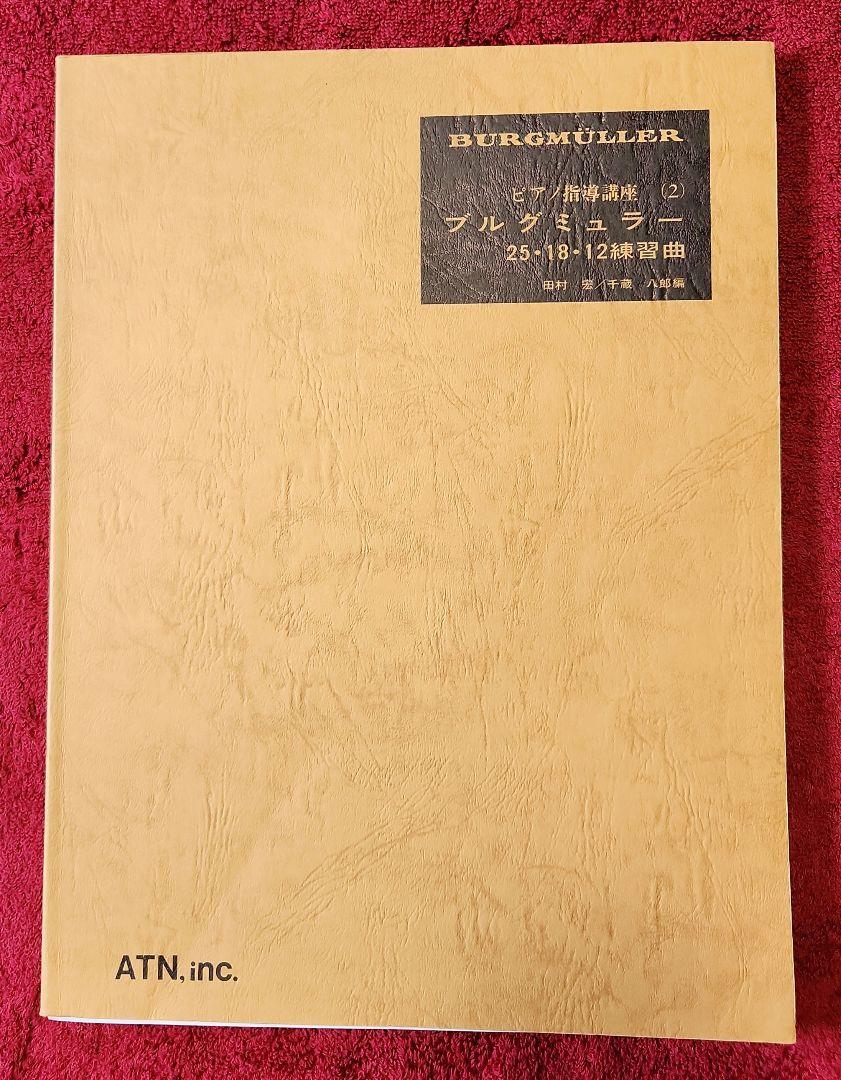 BURGMÜLLER
ピアノ指導講座 (2)
ブルグミュラー
25・18・12練習曲
田村 宏/千蔵 八郎編
ATN, inc.